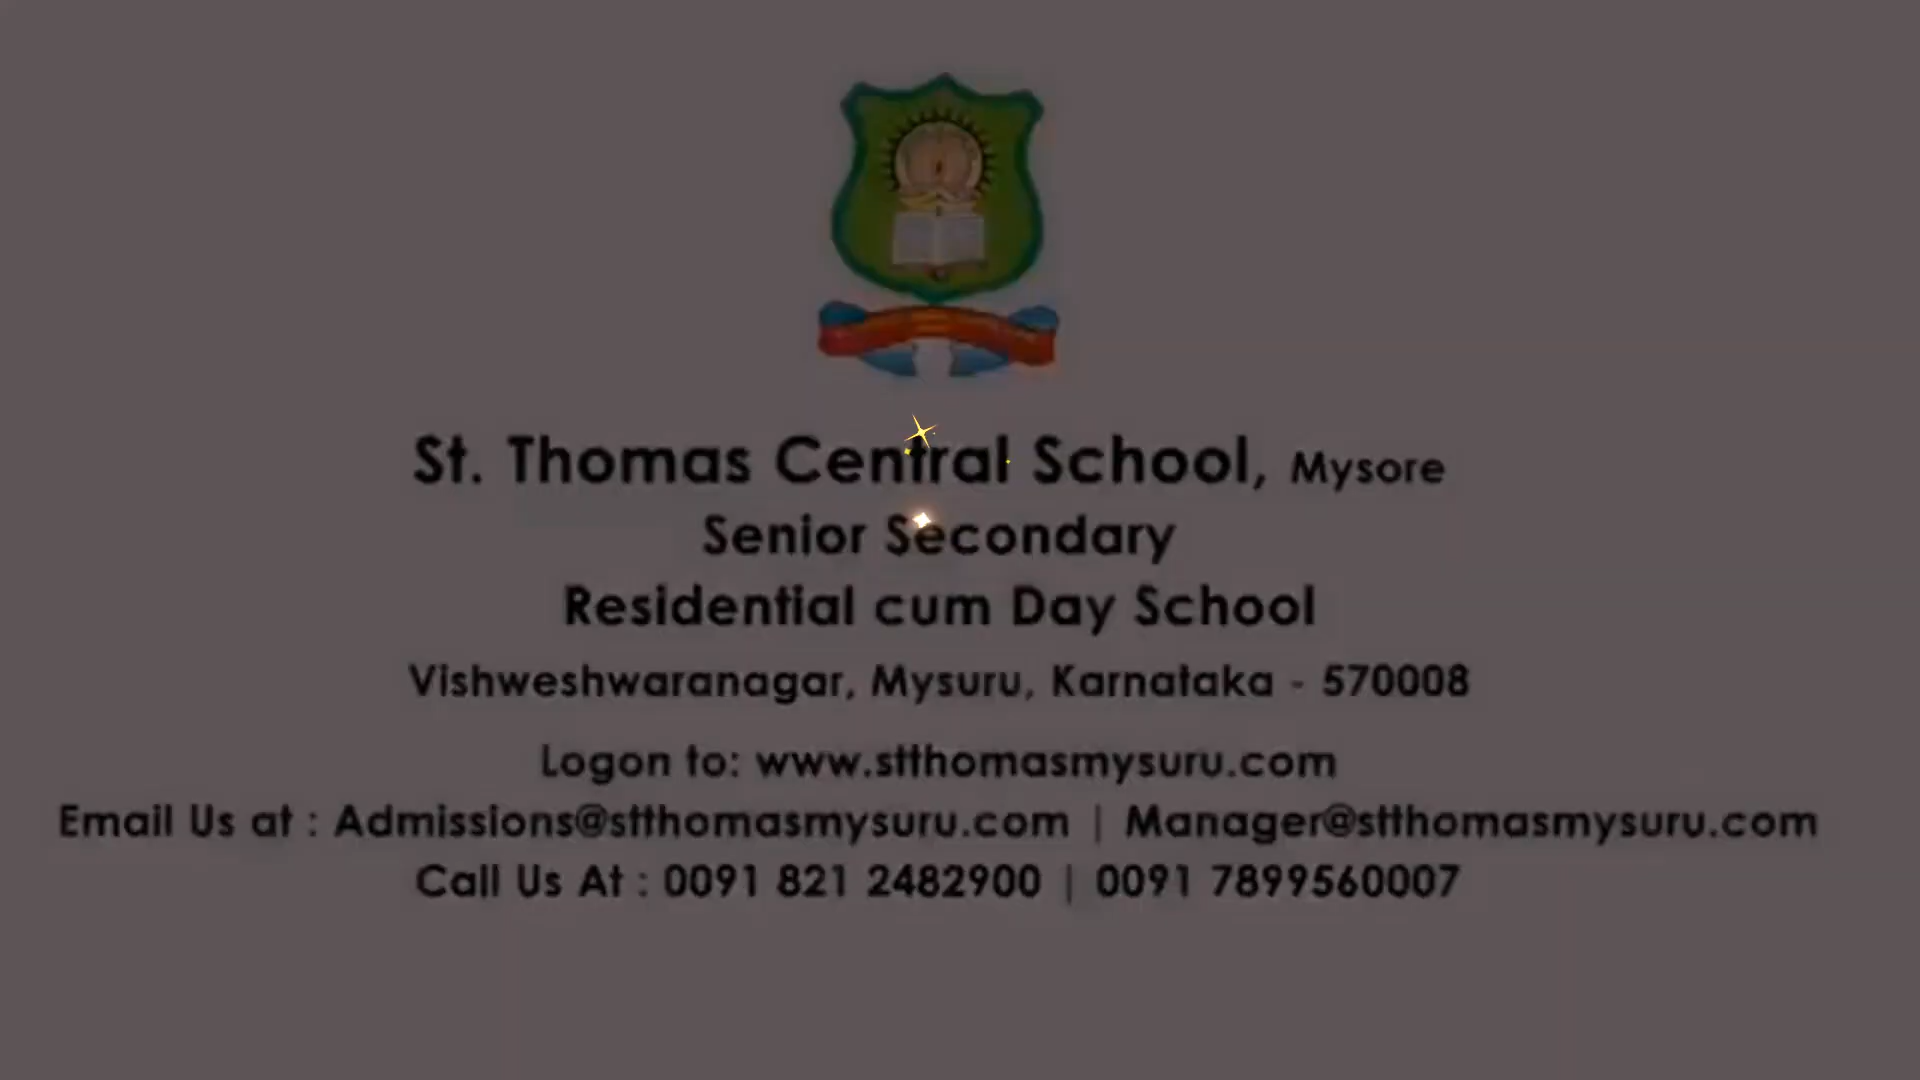 St. Thomas Central School, Mysore
Senior Secondary
Residential cum Day School
Vishweshwaranagar, Mysuru, Karnataka - 570008
Logon to: www.stthomasmysuru.com
Email Us at : Admissions@stthomasmysuru.com | Manager@stthomasmysuru.com
Call Us At : 0091 821 2482900 | 0091 7899560007